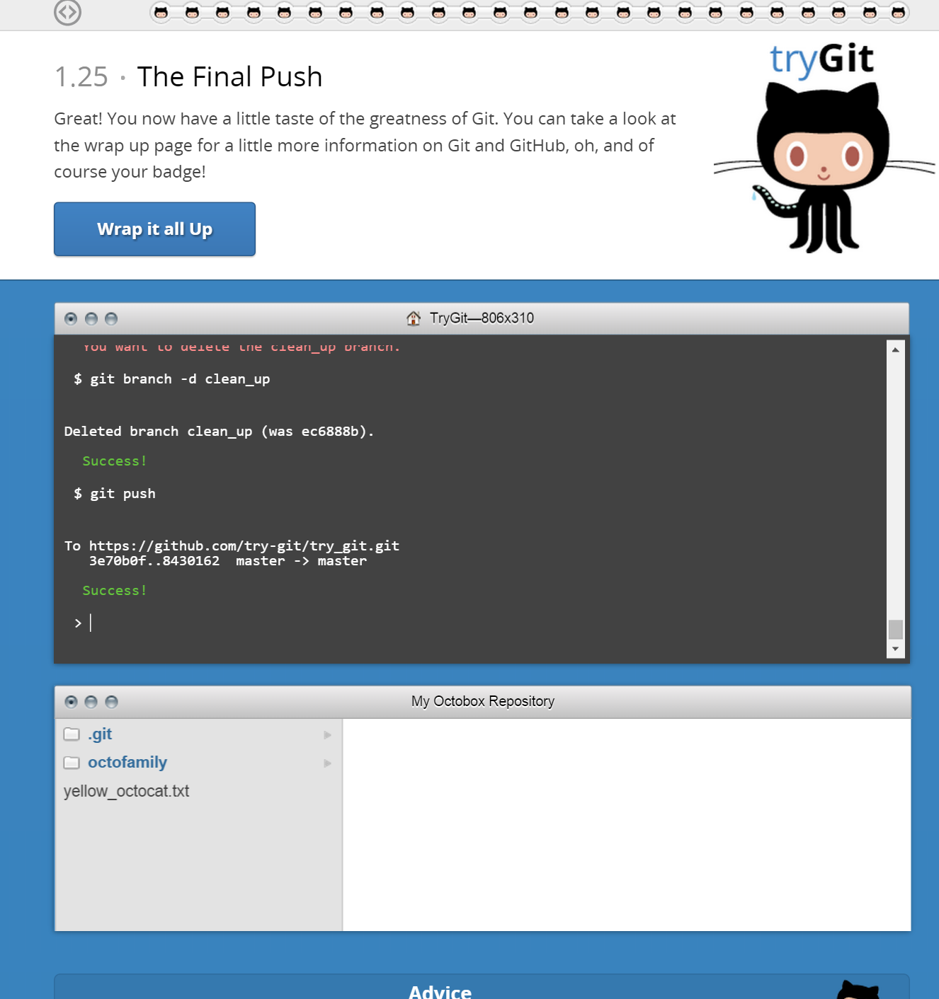 tryGit
1.25 · The Final Push
Great! You now have a little taste of the greatness of Git. You can take a look at
the wrap up page for a little more information on Git and GitHub, oh, and of
course your badge!
Wrap it all Up
TryGit—806x310
You want to delete the clean_up branch.
$ git branch -d clean_up
Deleted branch clean_up (was ec6888b).
Success!
$ git push
To https://github.com/try-git/try_git.git
3e70b0f..8430162 master -> master
Success!
>
My Octobox Repository
.git
octofamily
yellow_octocat.txt
Advice